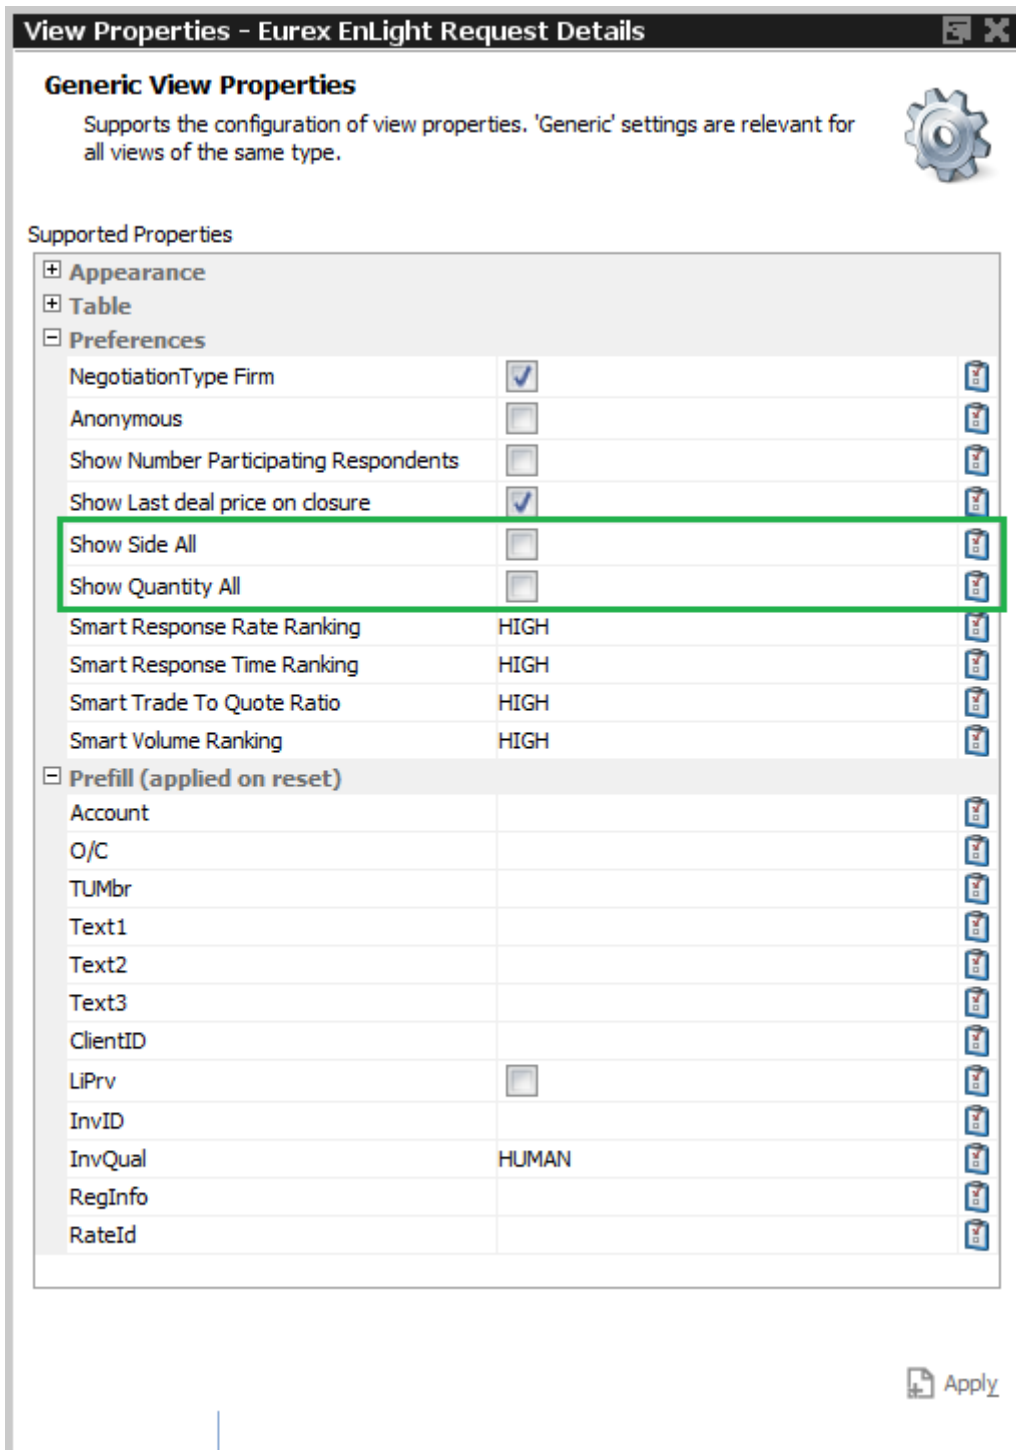 View Properties - Eurex EnLight Request Details
Generic View Properties
Supports the configuration of view properties. 'Generic' settings are relevant for
all views of the same type.
Supported Properties
Appearance
Table
Preferences
NegotiationType Firm
Anonymous
Show Number Participating Respondents
Show Last deal price on closure
Show Side All
Show Quantity All
Smart Response Rate Ranking HIGH
Smart Response Time Ranking HIGH
Smart Trade To Quote Ratio HIGH
Smart Volume Ranking HIGH
Prefill (applied on reset)
Account
O/C
TUMbr
Text1
Text2
Text3
ClientID
LiPrv
InvID
InvQual HUMAN
RegInfo
RateId
Apply